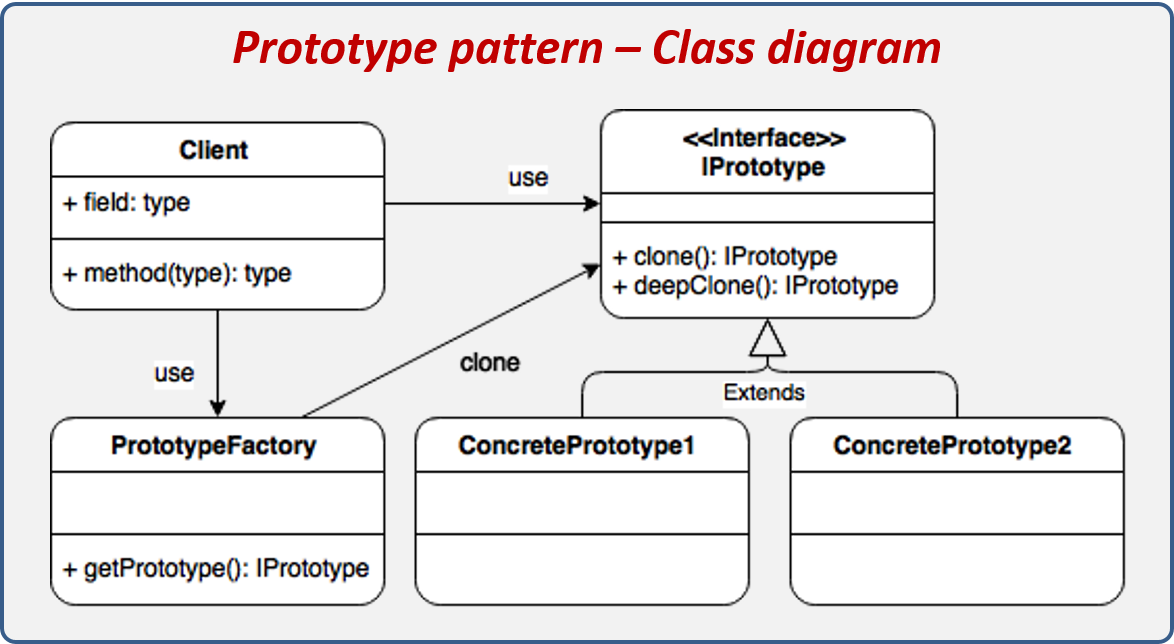 Prototype pattern – Class diagram
Client
+ field: type
+ method(type): type
use
<<Interface>>
IPrototype
+ clone(): IPrototype
+ deepClone(): IPrototype
use
clone
Extends
PrototypeFactory
+ getPrototype(): IPrototype
ConcretePrototype1
ConcretePrototype2